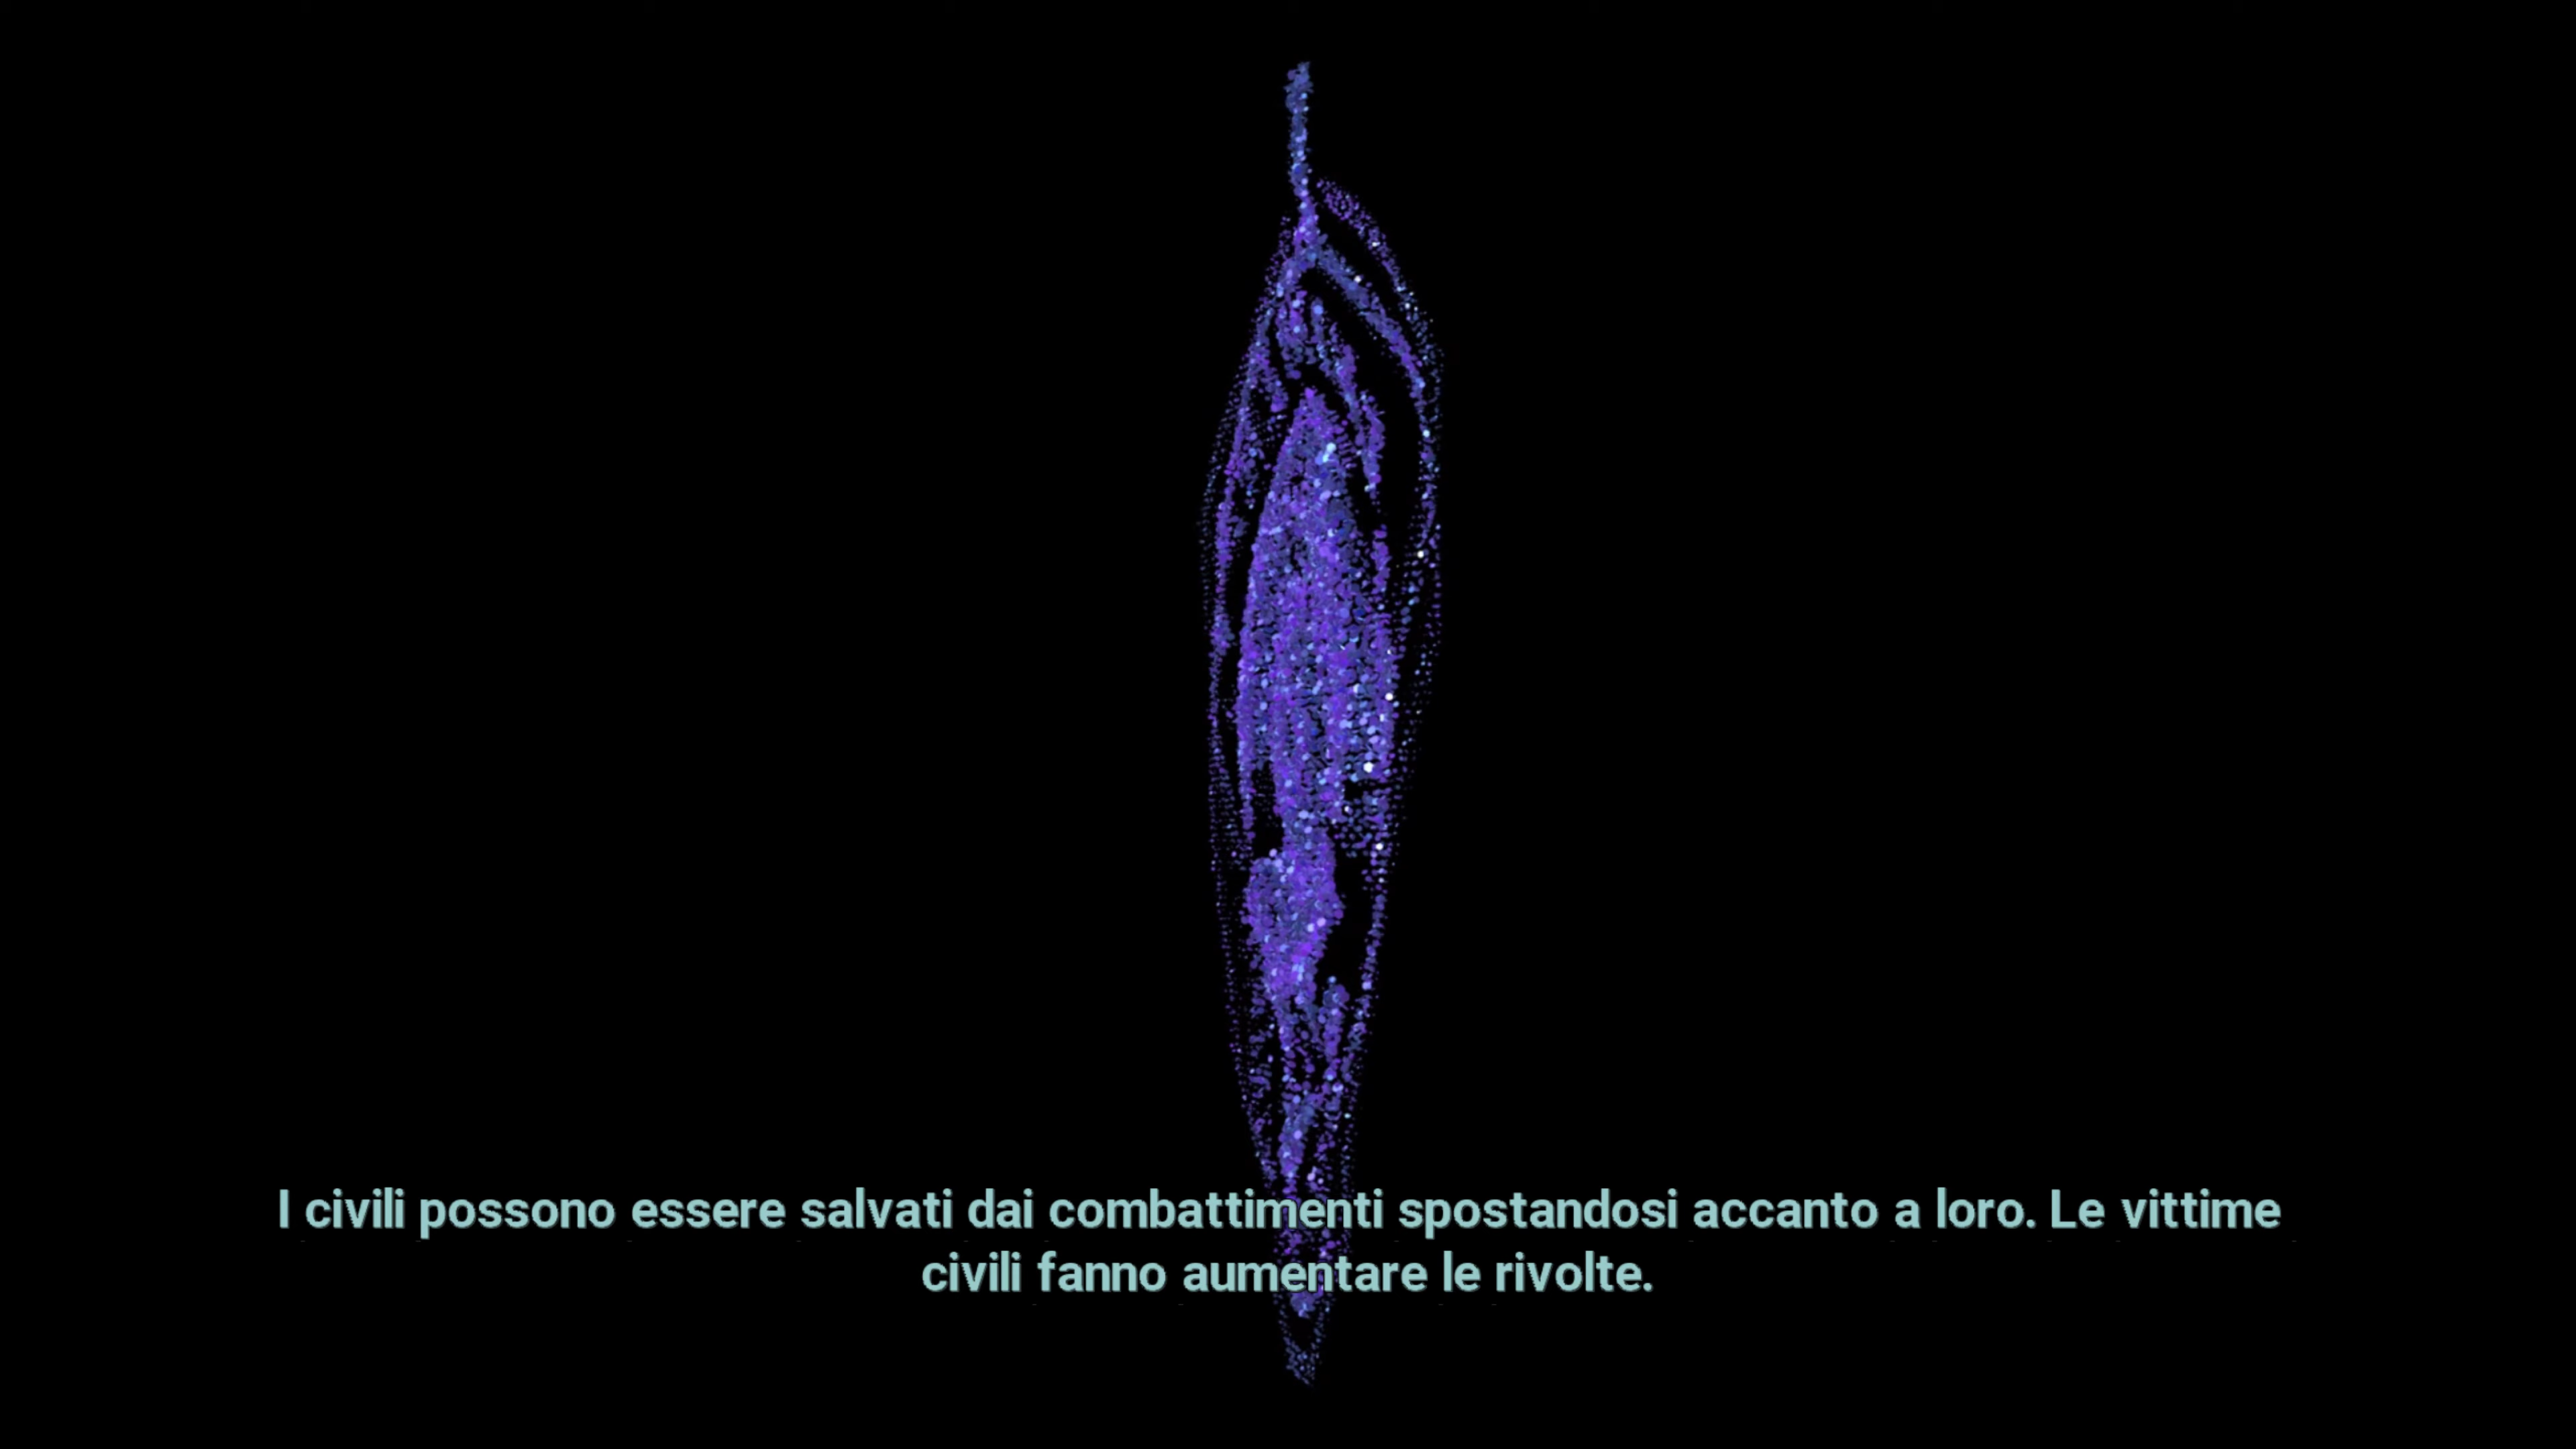 I civili possono essere salvati dai combattimenti spostandosi accanto a loro. Le vittime
civili fanno aumentare le rivolte.